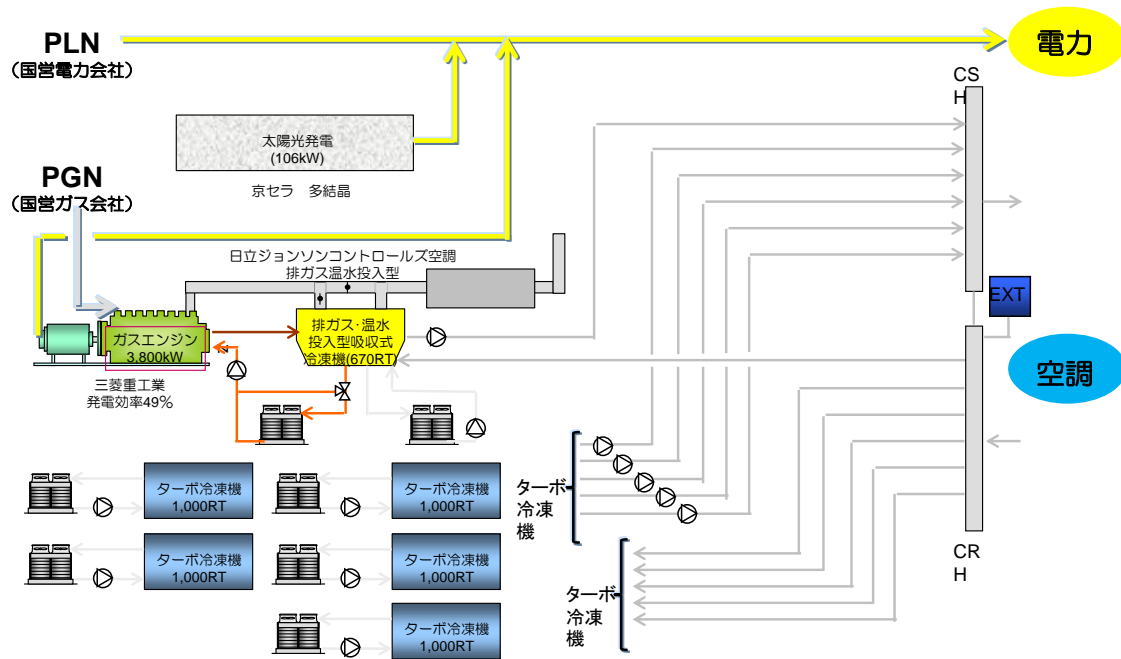 PLN
（国営電力会社）
電力
CS
H
太陽光発電
(106kW)
京セラ　多結晶
PGN
（国営ガス会社）
日立ジョンソンコントロールズ空調
排ガス温水投入型
EXT
ガスエンジン
3,800kW
排ガス・温水
投入型吸収式
冷凍機(670RT)
空調
三菱重工業
発電効率49％
ターボ冷凍機
1,000RT
ターボ冷凍機
1,000RT
ターボ
冷凍
機
ターボ冷凍機
1,000RT
ターボ冷凍機
1,000RT
CR
H
ターボ
冷凍
機
ターボ冷凍機
1,000RT